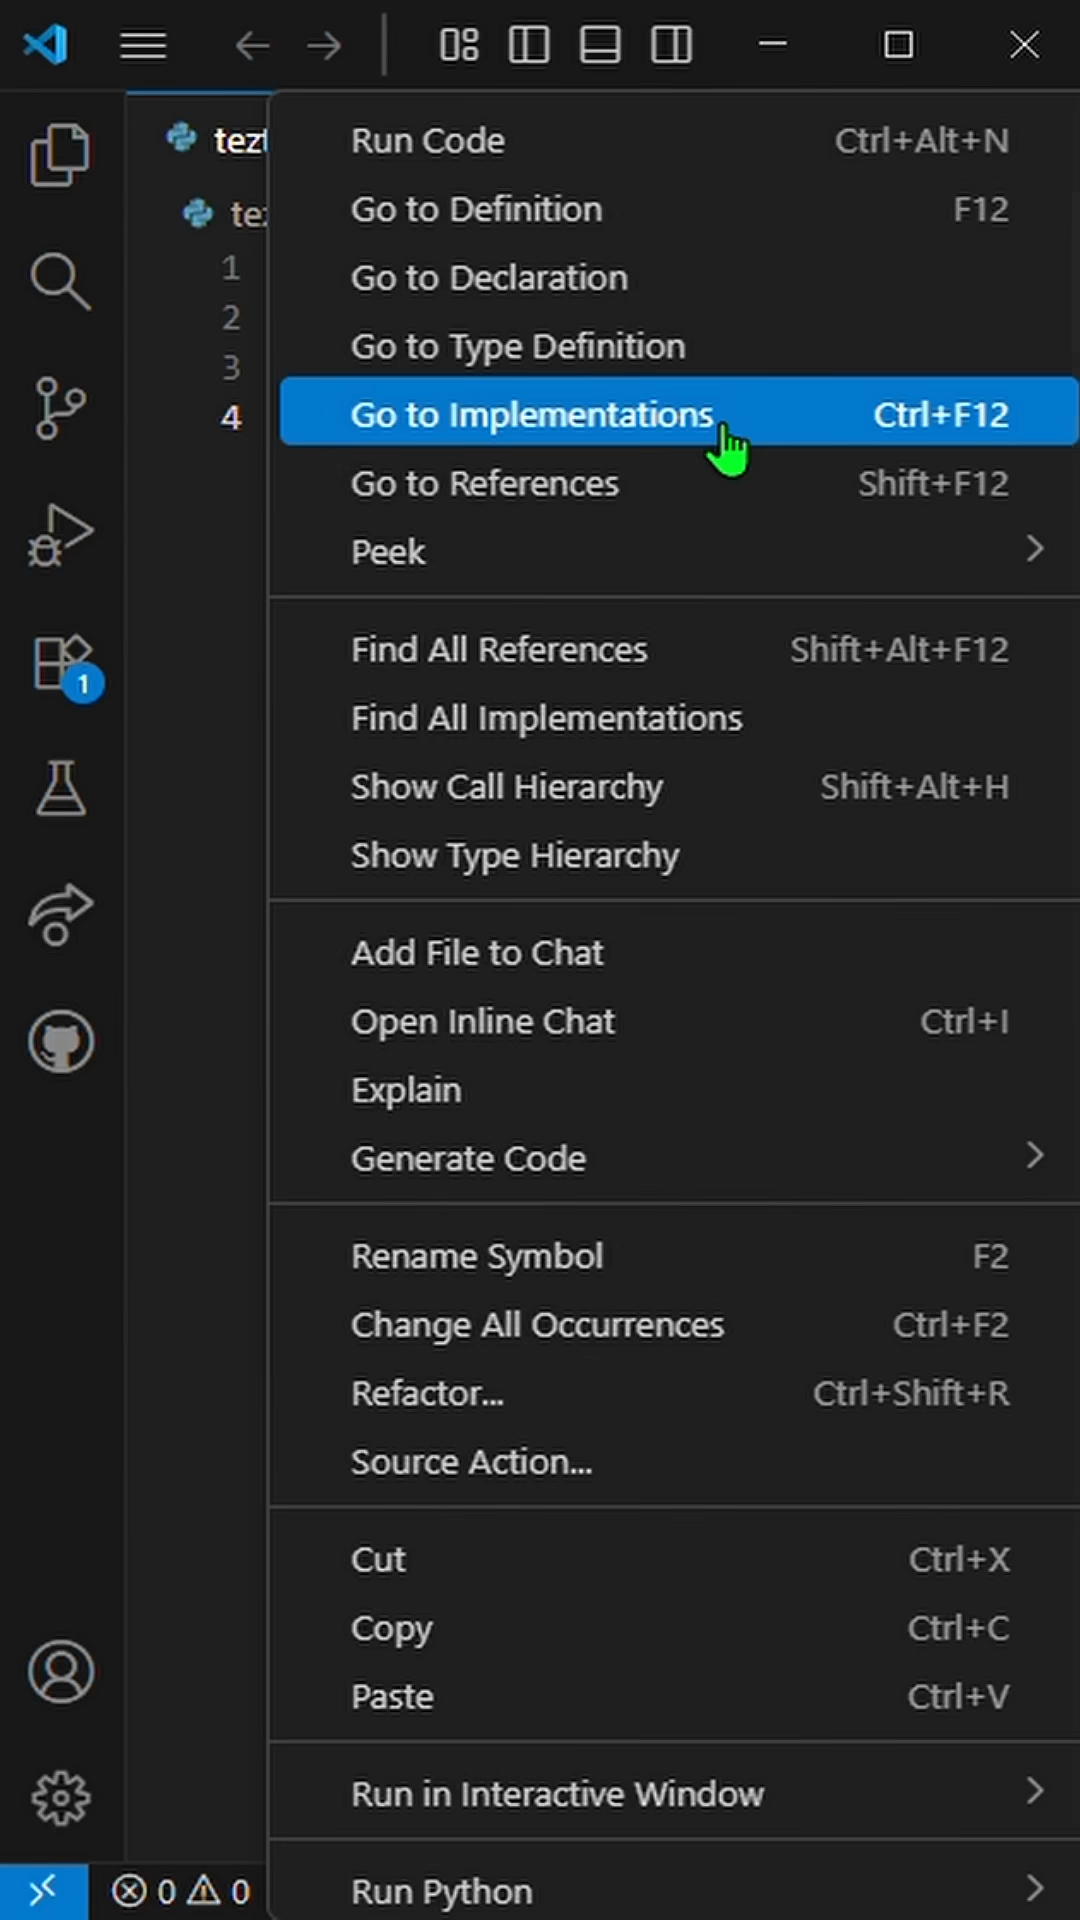 Run Code Ctrl+Alt+N
Go to Definition F12
1
Go to Declaration
2
Go to Type Definition
3
4
Go to Implementations Ctrl+F12
Go to References Shift+F12
Peek
Find All References Shift+Alt+F12
1
Find All Implementations
Show Call Hierarchy Shift+Alt+H
Show Type Hierarchy
Add File to Chat
Open Inline Chat Ctrl+I
Explain
Generate Code
Rename Symbol F2
Change All Occurrences Ctrl+F2
Refactor... Ctrl+Shift+R
Source Action...
Cut Ctrl+X
Copy Ctrl+C
Paste Ctrl+V
Run in Interactive Window
0 0
Run Python